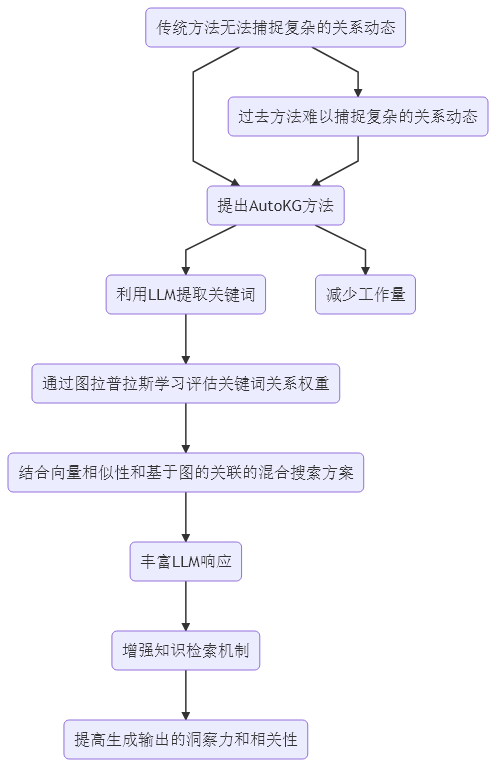 传统方法无法捕捉复杂的关系动态
过去方法难以捕捉复杂的关系动态
提出AutoKG方法
利用LLM提取关键词
减少工作量
通过图拉普拉斯学习评估关键词关系权重
结合向量相似性和基于图的关联的混合搜索方案
丰富LLM响应
增强知识检索机制
提高生成输出的洞察力和相关性